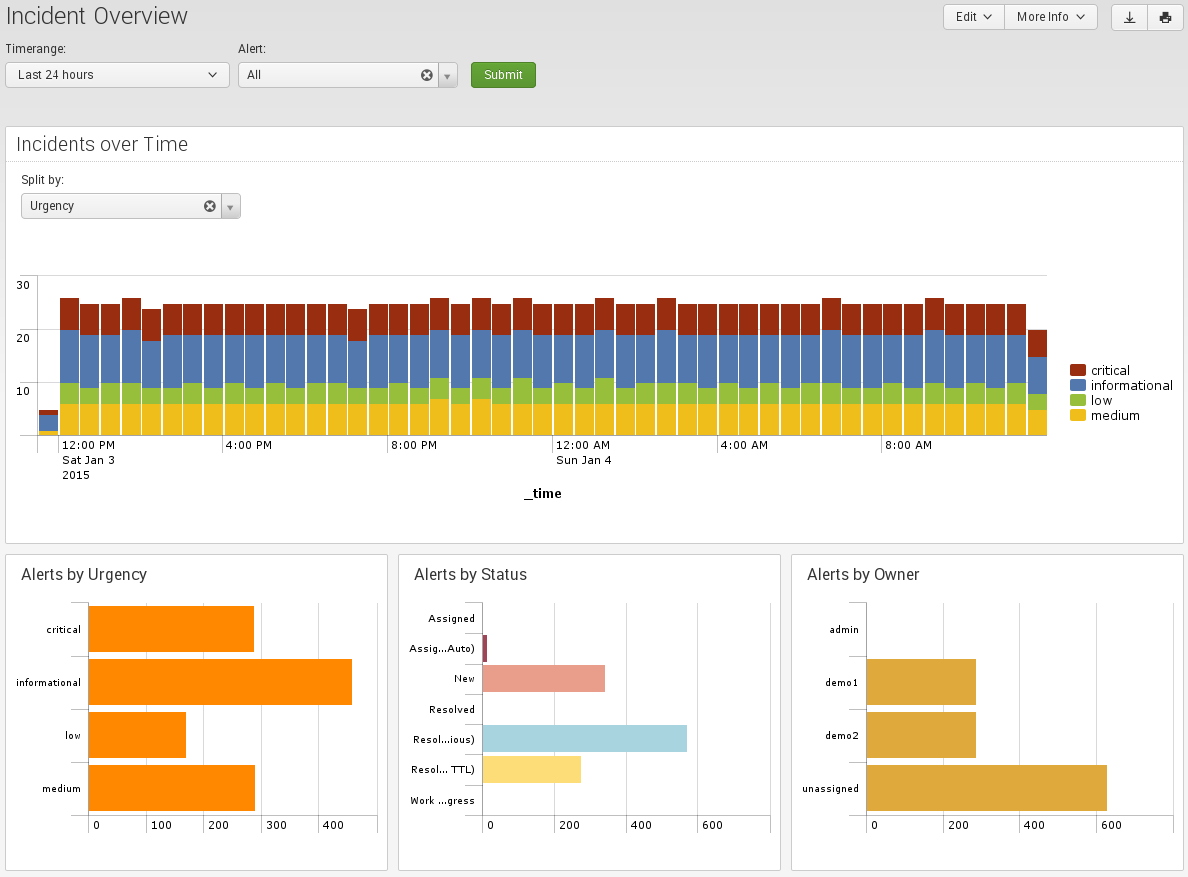 Incident Overview
Edit
More Info
Timerange:
Alert:
Last 24 hours
All
Submit
Incidents over Time
Split by:
Urgency
30
20
10
critical
informational
low
medium
12:00 PM
Sat Jan 3
2015
4:00 PM
8:00 PM
12:00 AM
Sun Jan 4
4:00 AM
8:00 AM
_time
Alerts by Urgency
critical
informational
low
medium
0 100 200 300 400
Alerts by Status
Assigned
Assig...Auto)
New
Resolved
Resol...ious)
Resol... TTL)
Work ...gress
0 200 400 600
Alerts by Owner
admin
demo1
demo2
unassigned
0 200 400 600